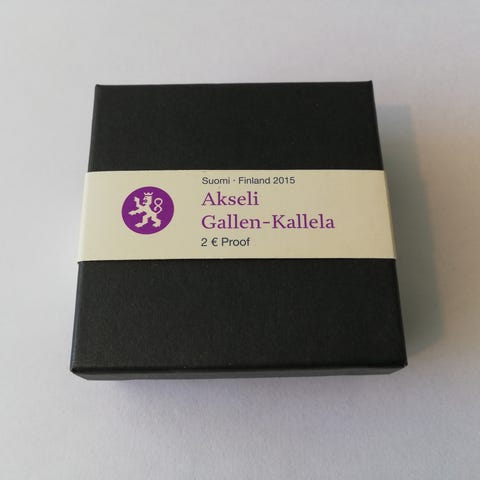 Suomi · Finland 2015
Akseli
Gallen-Kallela
2 € Proof